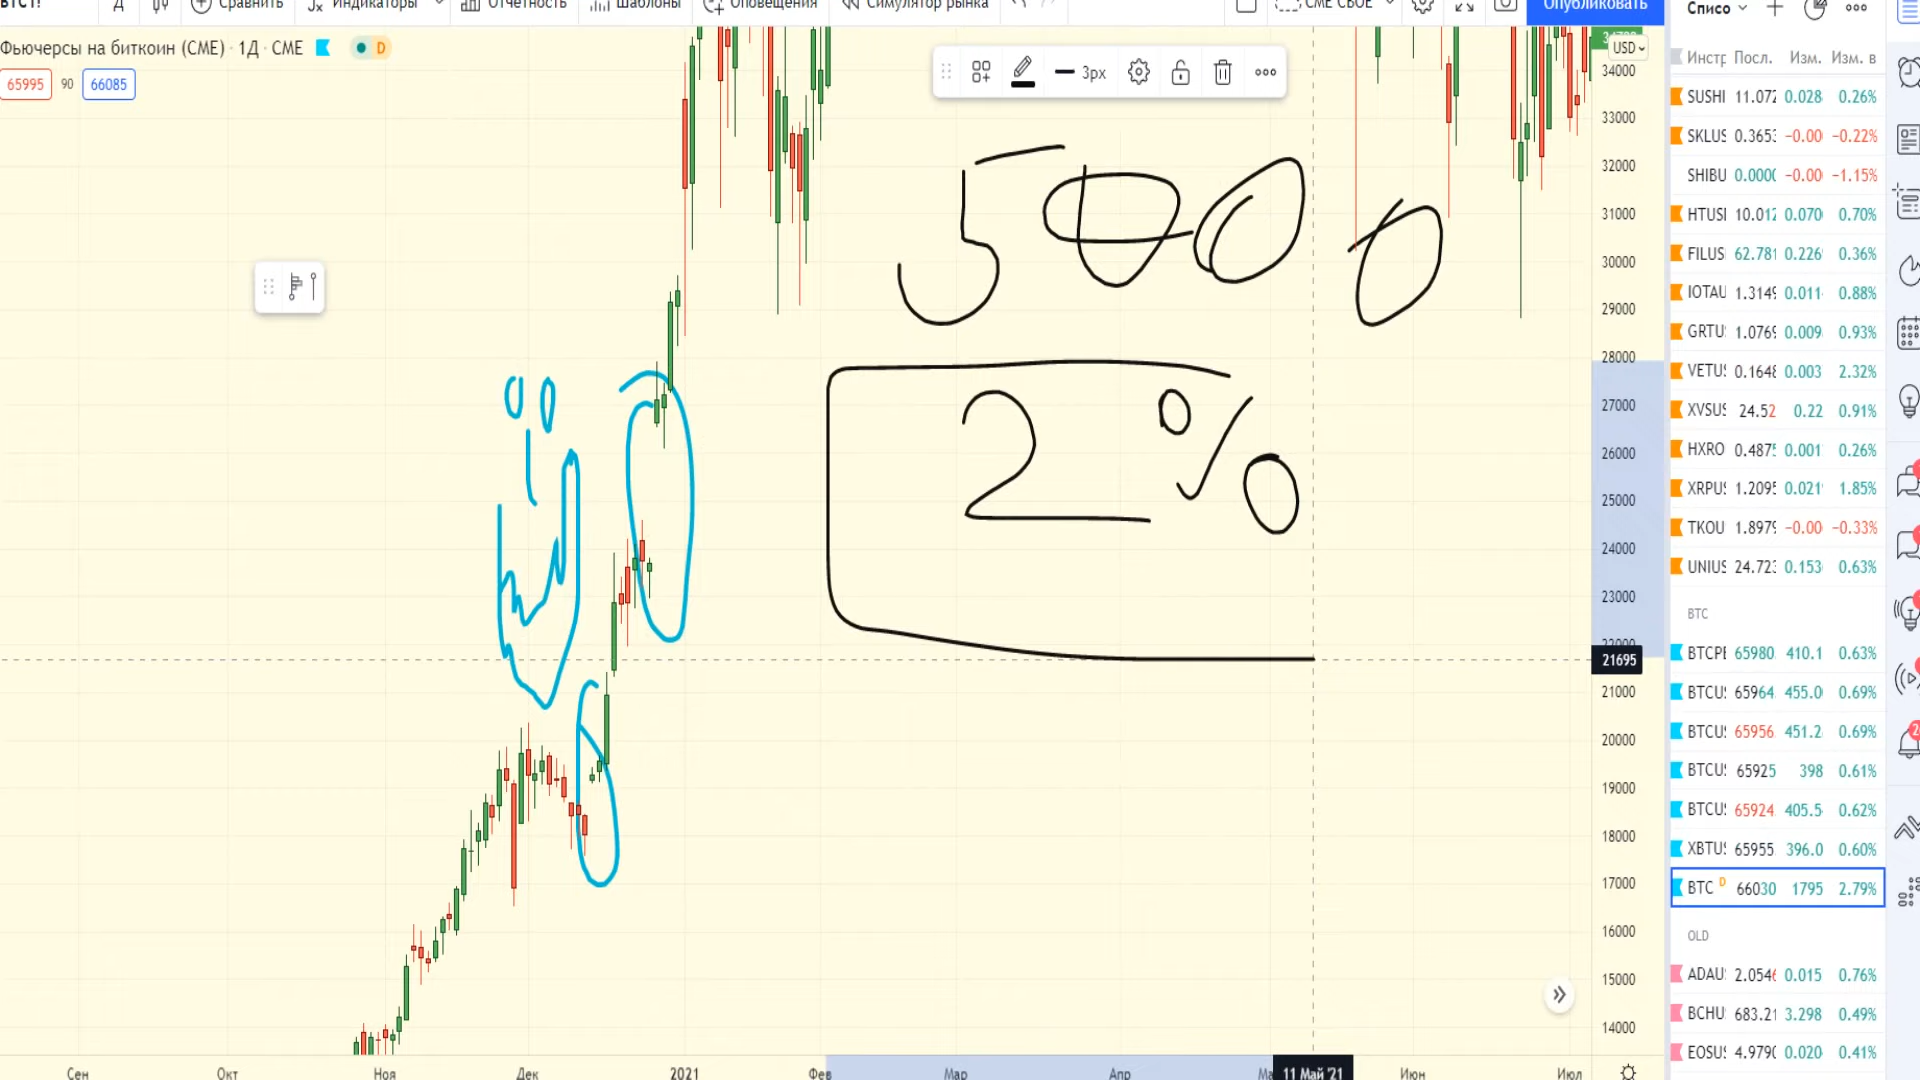 BTC1!
Д
Сравнить
Индикаторы
Отчётность
Шаблоны
Оповещения
Симулятор рынка
CME СВОЕ
Опубликовать
Списо
Фьючерсы на биткоин (CME) · 1Д · CME
D
65995 90 66085
3px
USD
Инстр Посл. Изм. Изм. в
SUSHI 11.072 0.028 0.26%
SKLUS 0.3653 −0.00 −0.22%
SHIBU 0.0000 −0.00 −1.15%
HTUSI 10.012 0.070 0.70%
FILUS 62.781 0.226 0.36%
IOTAU 1.3149 0.011 0.88%
GRTU 1.0769 0.009 0.93%
VETUS 0.1648 0.003 2.32%
XVSUS 24.52 0.22 0.91%
HXRO 0.4875 0.001 0.26%
XRPUS 1.2095 0.021 1.85%
TKOU 1.8979 −0.00 −0.33%
UNIUS 24.723 0.153 0.63%
BTC
BTCPE 65980 410.1 0.63%
BTCU 65964 455.0 0.69%
BTCU 65956 451.2 0.69%
BTCU 65925 398 0.61%
BTCU 65924 405.5 0.62%
XBTU 65955 396.0 0.60%
BTC D 66030 1795 2.79%
OLD
ADAU 2.0546 0.015 0.76%
BCHU 683.21 3.298 0.49%
EOSUS 4.9790 0.020 0.41%
34000
33000
32000
31000
30000
29000
28000
27000
26000
25000
24000
23000
22000
21695
21000
20000
19000
18000
17000
16000
15000
14000
5000
2%
Сен Окт Ноя Дек 2021 Фев Мар Апр Ма 11 Май '21 Июн Июл